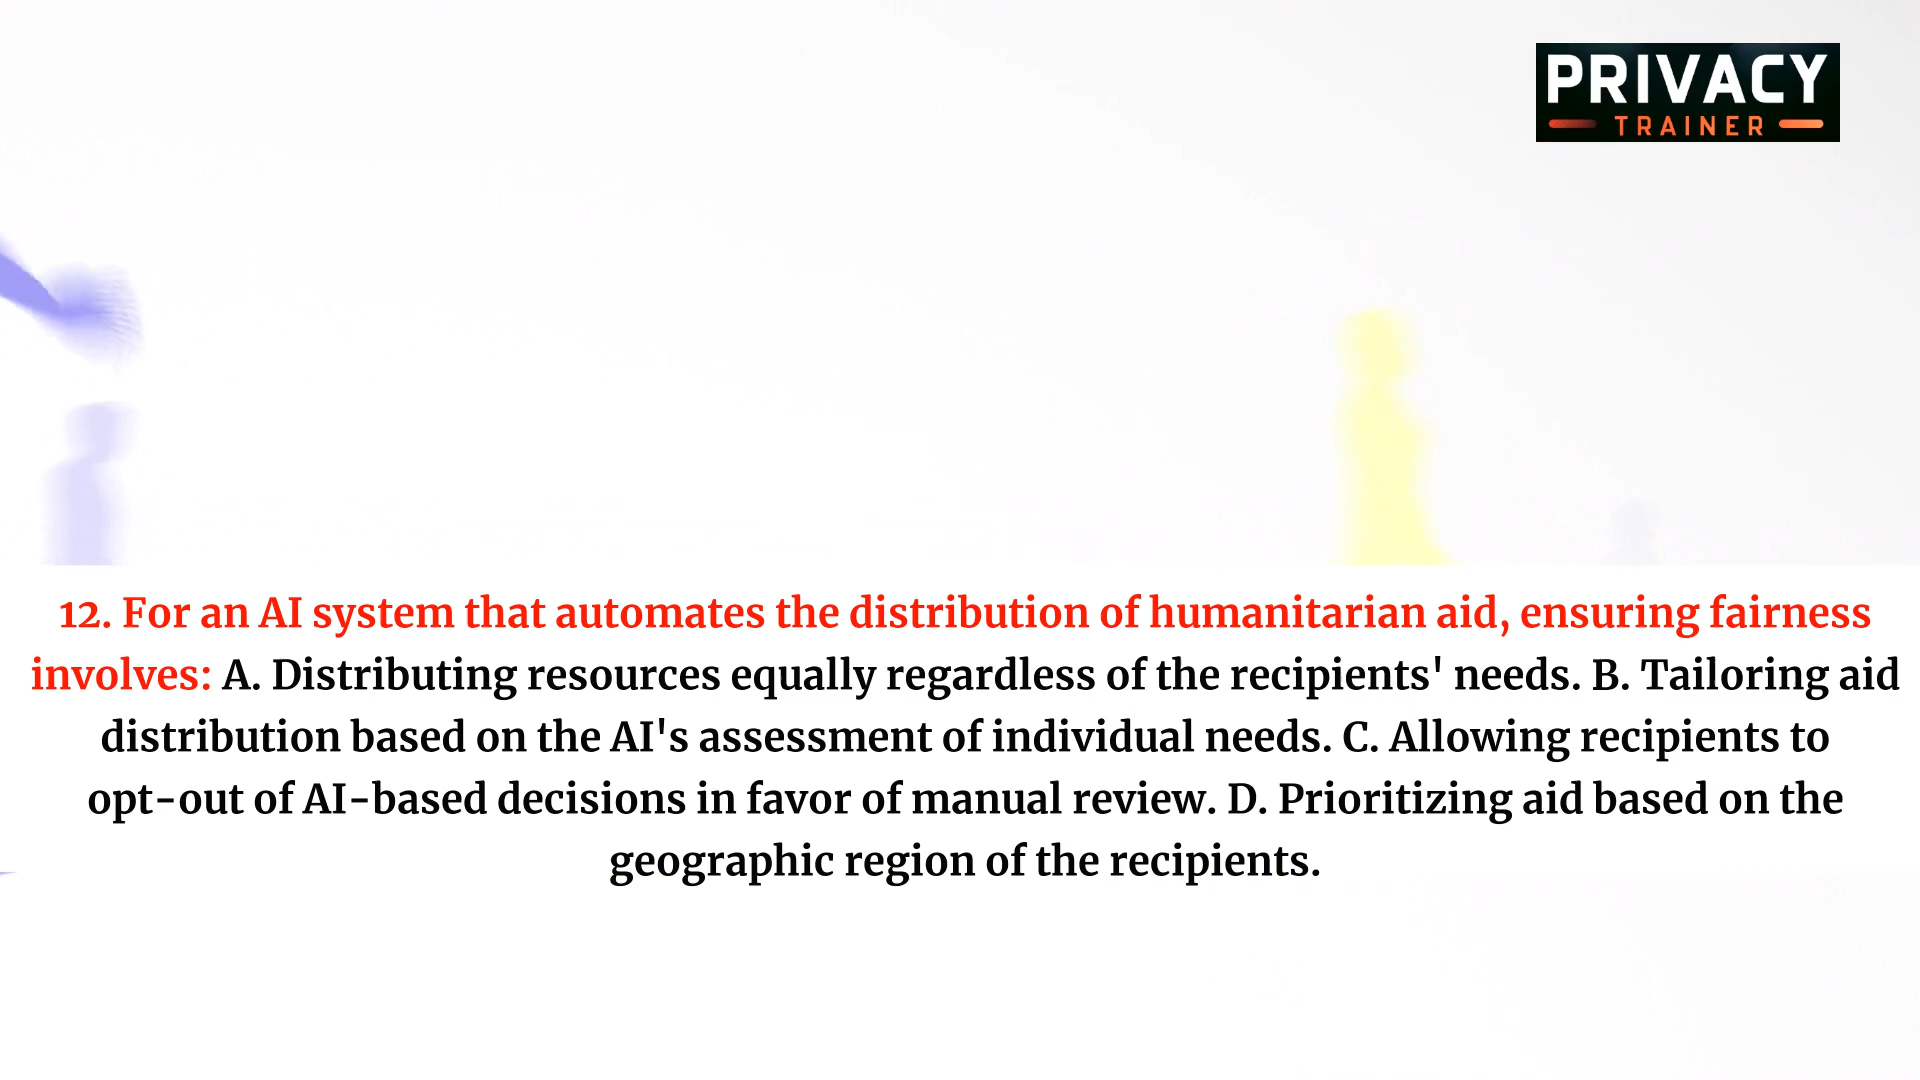 PRIVACY
TRAINER
12. For an AI system that automates the distribution of humanitarian aid, ensuring fairness
involves: A. Distributing resources equally regardless of the recipients' needs. B. Tailoring aid
distribution based on the AI's assessment of individual needs. C. Allowing recipients to
opt-out of AI-based decisions in favor of manual review. D. Prioritizing aid based on the
geographic region of the recipients.